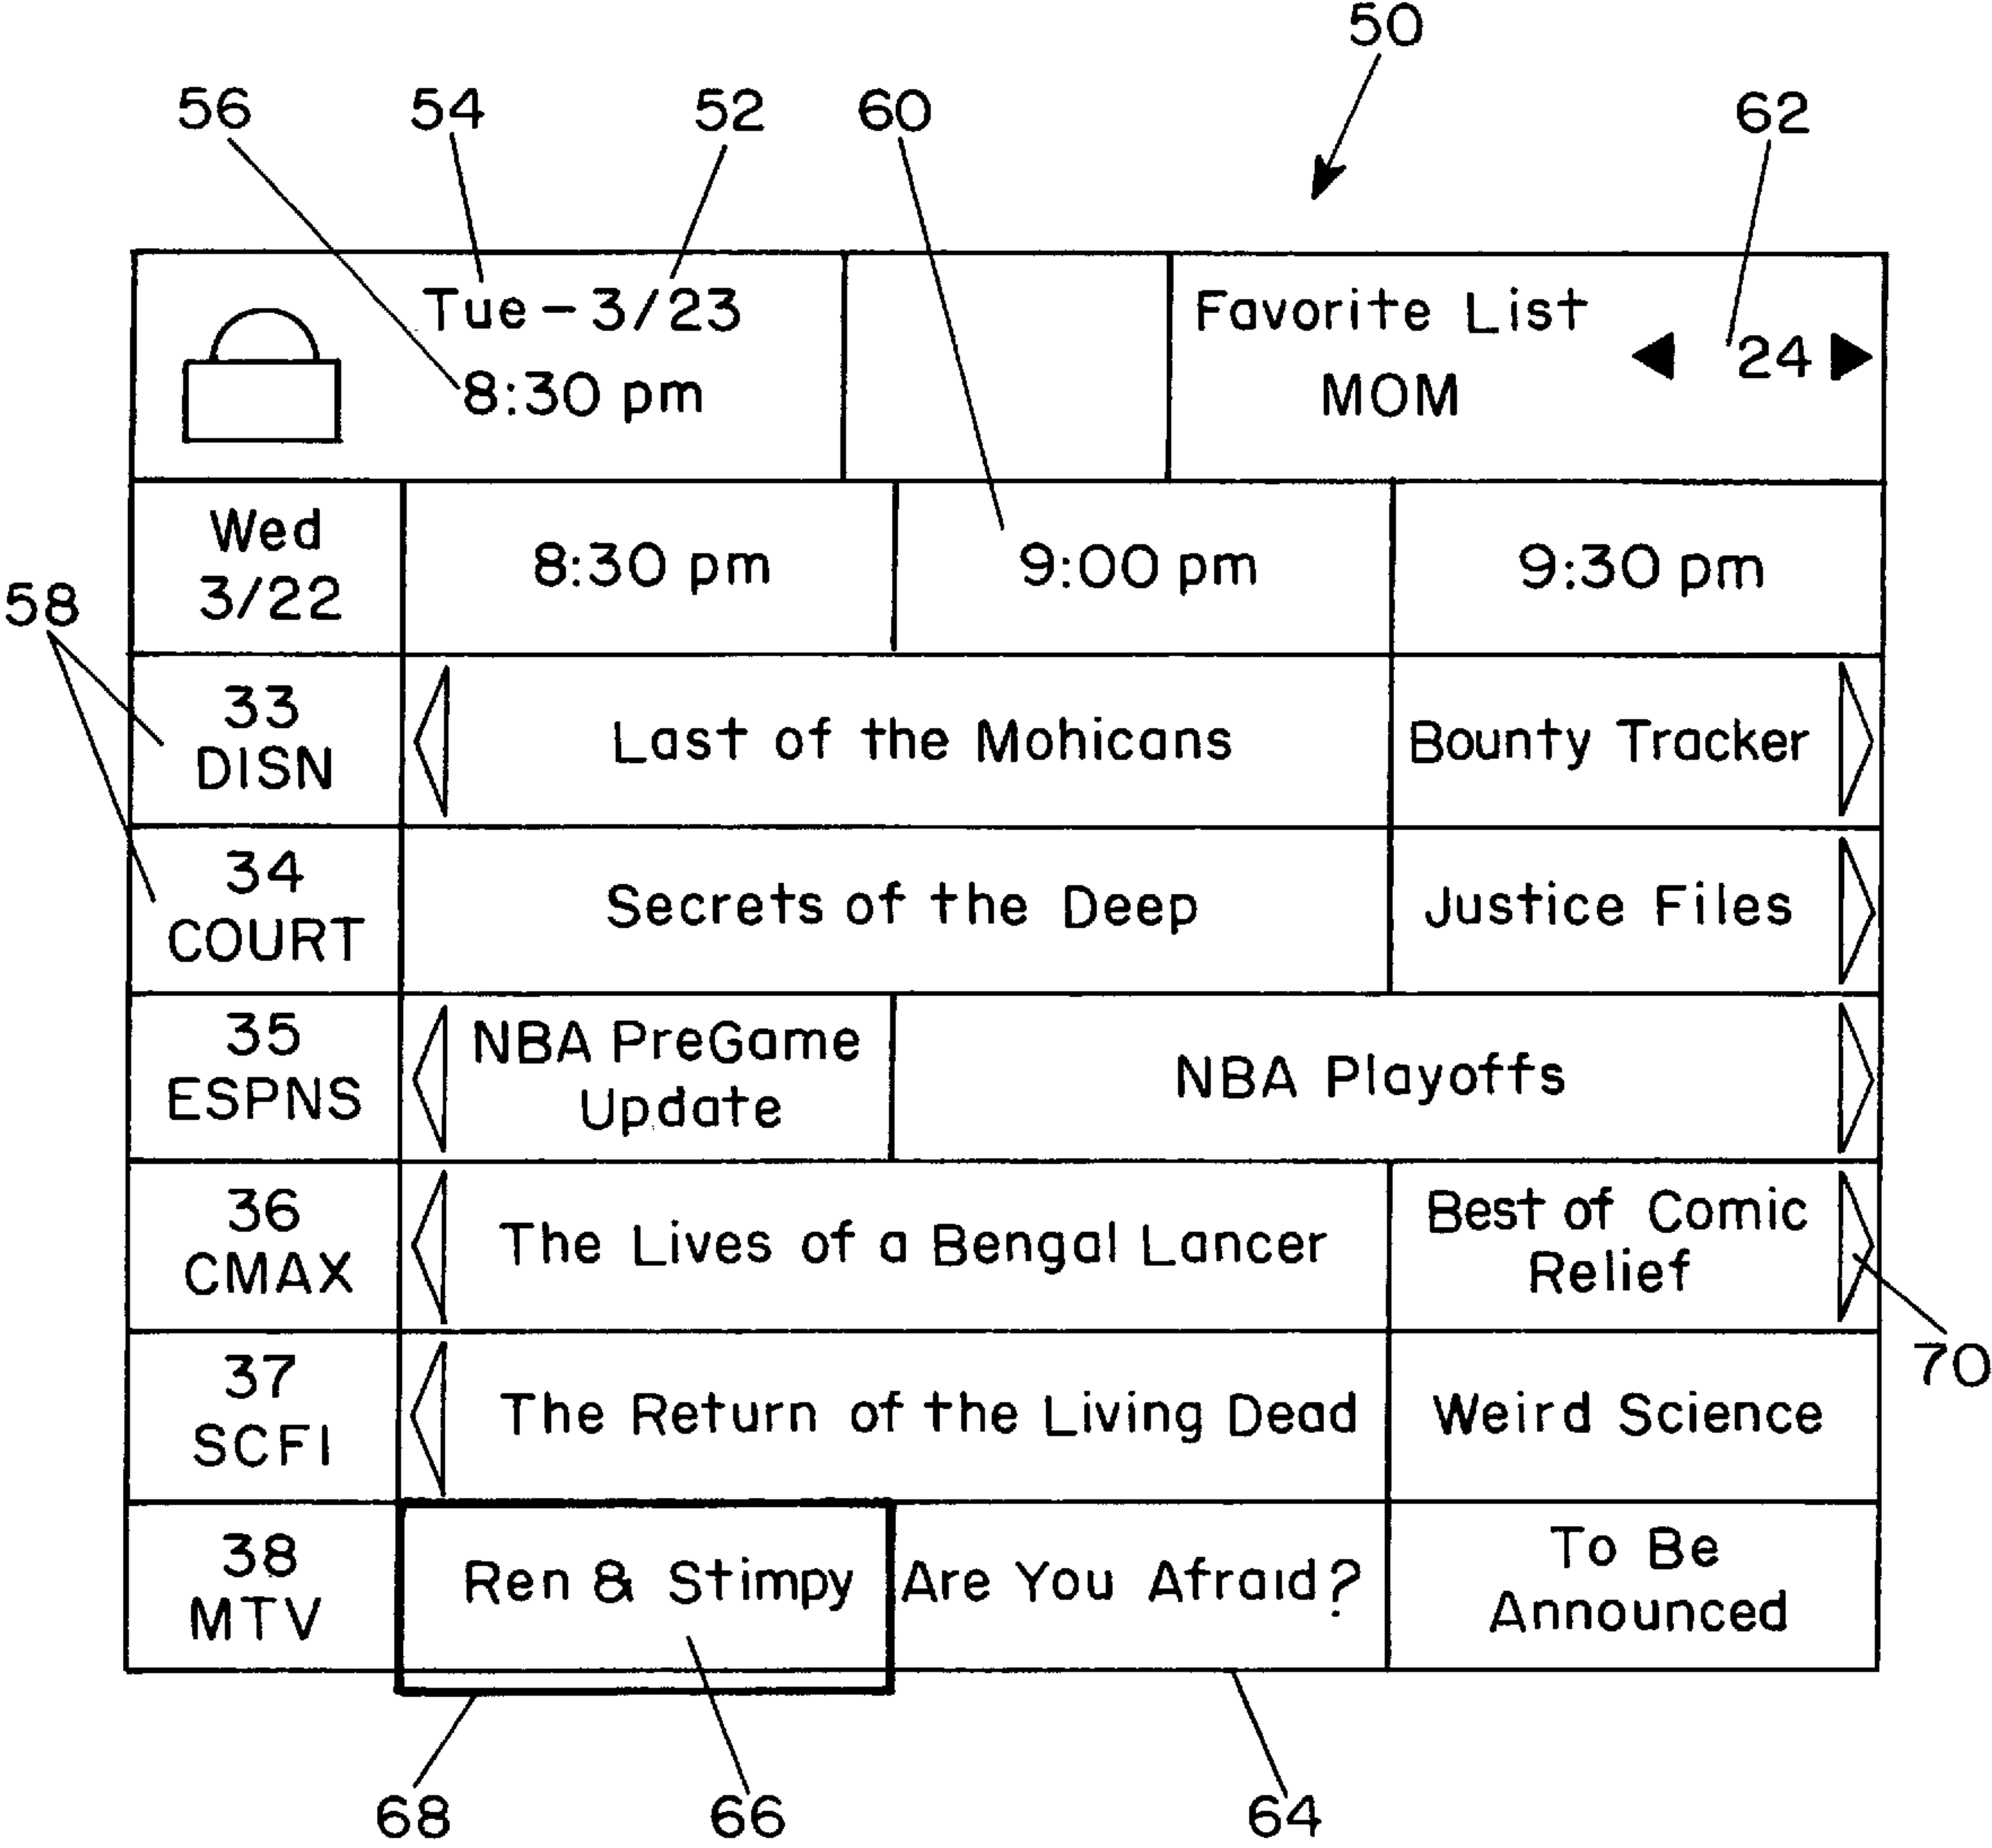 50
56 54 52 60 62
Tue - 3/23
8:30 pm
Favorite List
MOM
24
Wed
3/22
8:30 pm
9:00 pm
9:30 pm
58
33
DISN
Last of the Mohicans
Bounty Tracker
34
COURT
Secrets of the Deep
Justice Files
35
ESPNS
NBA PreGame
Update
NBA Playoffs
36
CMAX
The Lives of a Bengal Lancer
Best of Comic
Relief
70
37
SCFI
The Return of the Living Dead
Weird Science
38
MTV
Ren & Stimpy
Are You Afraid?
To Be
Announced
68 66 64